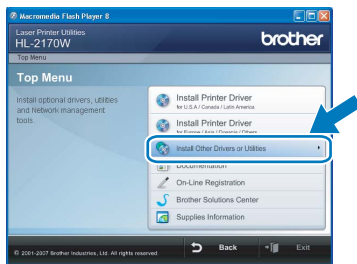 Macromedia Flash Player 8
Laser Printer Utilities
HL-2170W
brother
Top Menu
Top Menu
Install optional drivers, utilities
and Network management
tools.
Install Printer Driver
for U.S.A / Canada / Latin America
Install Printer Driver
for Europe / Asia / Oceania / Others
Install Other Drivers or Utilities
Documentation
On-Line Registration
Brother Solutions Center
Supplies Information
© 2001-2007 Brother Industries, Ltd. All rights reserved
Back
Exit